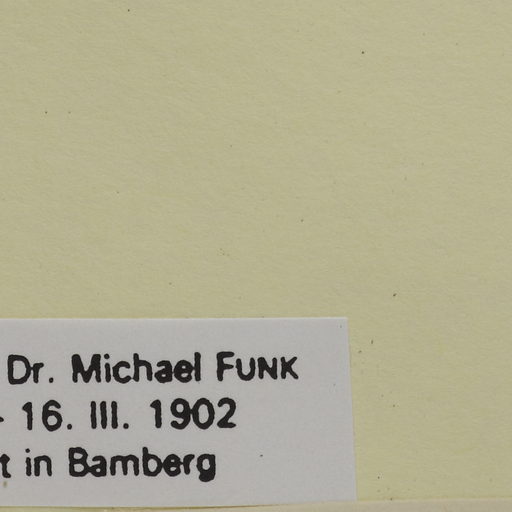 Dr. Michael FUNK
- 16. III. 1902
t in Bamberg